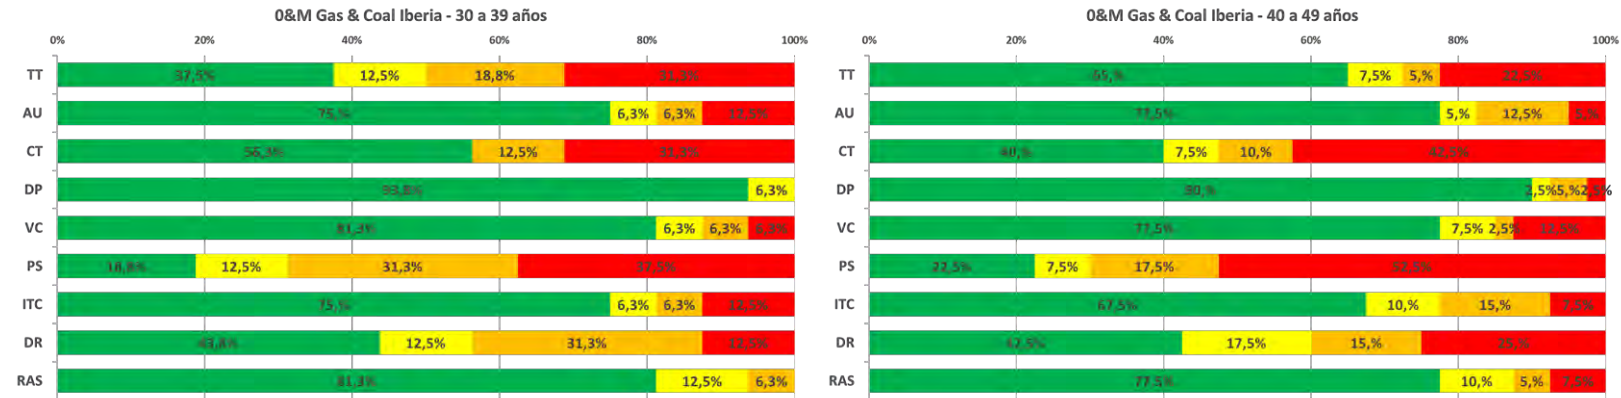 0&M Gas & Coal Iberia - 30 a 39 años
0% 20% 40% 60% 80% 100%
TT 37,5% 12,5% 18,8% 31,3%
AU 75,% 6,3% 6,3% 12,5%
CT 56,3% 12,5% 31,3%
DP 93,8% 6,3%
VC 81,3% 6,3% 6,3% 6,3%
PS 18,8% 12,5% 31,3% 37,5%
ITC 75,% 6,3% 6,3% 12,5%
DR 43,8% 12,5% 31,3% 12,5%
RAS 81,3% 12,5% 6,3%
0&M Gas & Coal Iberia - 40 a 49 años
0% 20% 40% 60% 80% 100%
TT 65,% 7,5% 5,% 22,5%
AU 77,5% 5,% 12,5% 5,%
CT 40,% 7,5% 10,% 42,5%
DP 90,% 2,5% 5,% 2,5%
VC 77,5% 7,5% 2,5% 12,5%
PS 22,5% 7,5% 17,5% 52,5%
ITC 67,5% 10,% 15,% 7,5%
DR 42,5% 17,5% 15,% 25,%
RAS 77,5% 10,% 5,% 7,5%